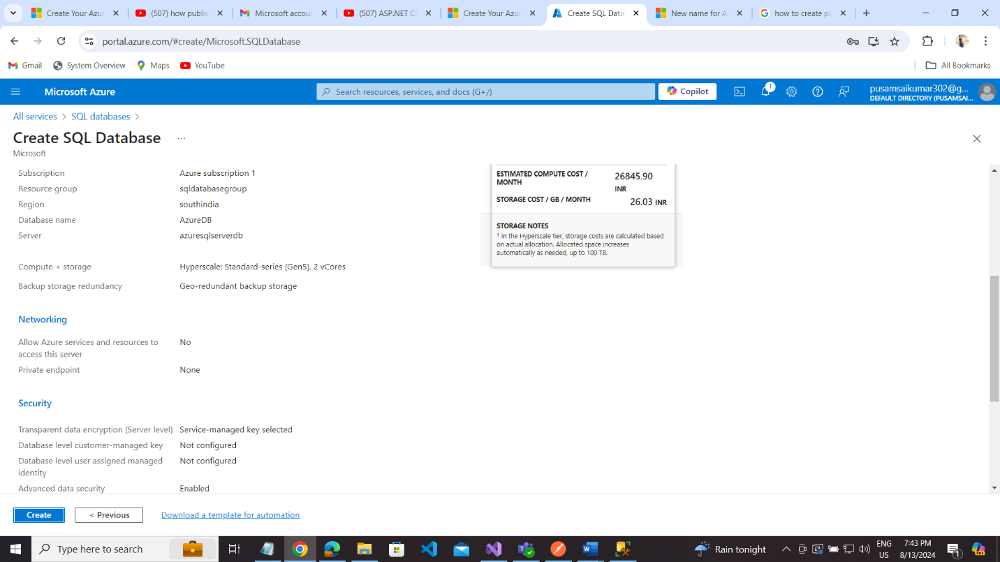 Create Your Azur
(507) how publis
Microsoft accour
(507) ASP.NET Co
Create Your Azur
Create SQL Data
New name for A
how to create pu
portal.azure.com/#create/Microsoft.SQLDatabase
Gmail
System Overview
Maps
YouTube
All Bookmarks
Microsoft Azure
Search resources, services, and docs (G+/)
Copilot
1
pusamsaikumar302@g...
DEFAULT DIRECTORY (PUSAMSAI...
All services > SQL databases >
Create SQL Database ...
Microsoft
Subscription Azure subscription 1
Resource group sqldatabasegroup
Region southindia
Database name AzureDB
Server azuresqlserverdb
Compute + storage Hyperscale: Standard-series (Gen5), 2 vCores
Backup storage redundancy Geo-redundant backup storage
ESTIMATED COMPUTE COST / 26845.90
MONTH INR
STORAGE COST / GB / MONTH 26.03 INR
STORAGE NOTES
1 In the Hyperscale tier, storage costs are calculated based
on actual allocation. Allocated space increases
automatically as needed, up to 100 TB.
Networking
Allow Azure services and resources to No
access this server
Private endpoint None
Security
Transparent data encryption (Server level) Service-managed key selected
Database level customer-managed key Not configured
Database level user assigned managed Not configured
identity
Advanced data security Enabled
Create
< Previous
Download a template for automation
Type here to search
Rain tonight
ENG
US
7:43 PM
8/13/2024
1